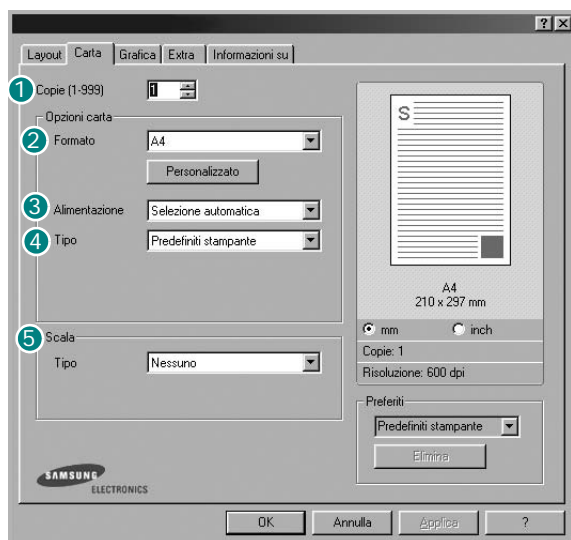 ? X
Layout Carta Grafica Extra Informazioni su
1 Copie (1-999) 1
Opzioni carta
2 Formato A4
Personalizzato
3 Alimentazione Selezione automatica
4 Tipo Predefiniti stampante
5 Scala
Tipo Nessuno
S
A4
210 x 297 mm
mm inch
Copie: 1
Risoluzione: 600 dpi
Preferiti
Predefiniti stampante
Elimina
SAMSUNG
ELECTRONICS
OK Annulla Applica ?